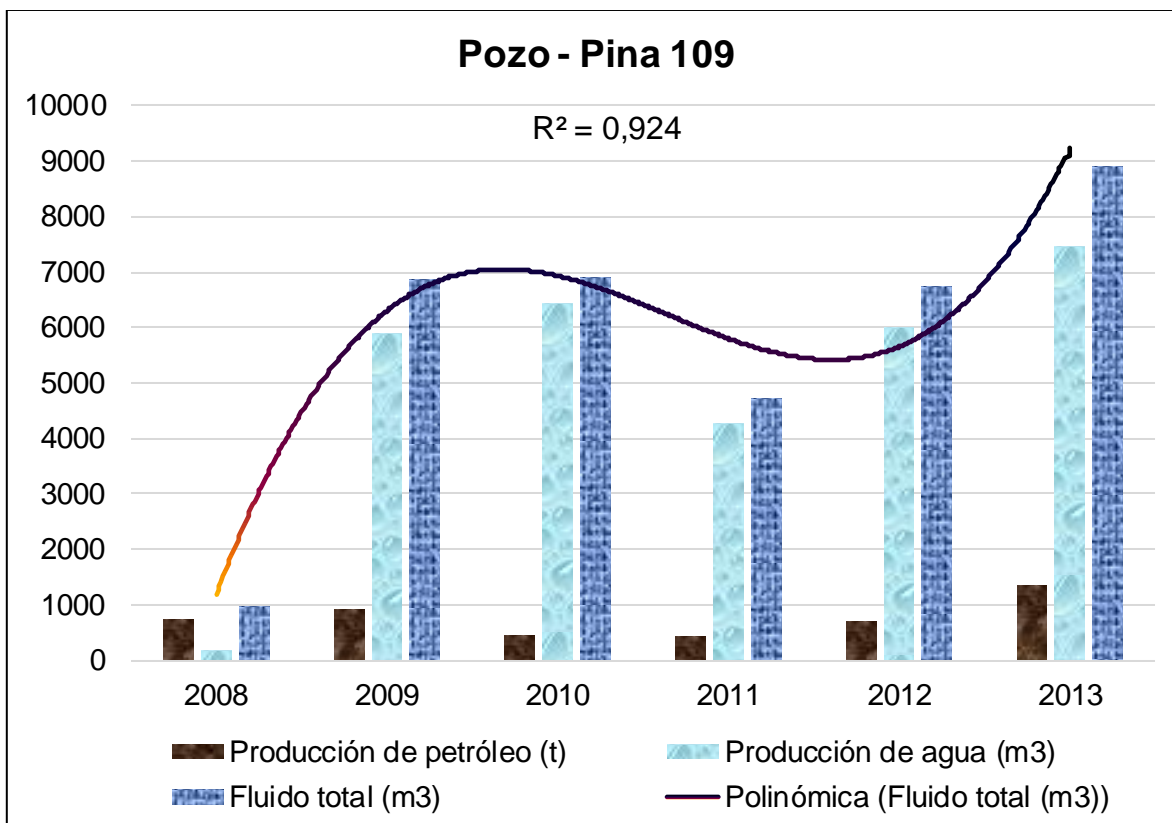 Pozo - Pina 109
R² = 0,924
10000
9000
8000
7000
6000
5000
4000
3000
2000
1000
0
2008 2009 2010 2011 2012 2013
Producción de petróleo (t) Producción de agua (m3)
Fluido total (m3) Polinómica (Fluido total (m3))